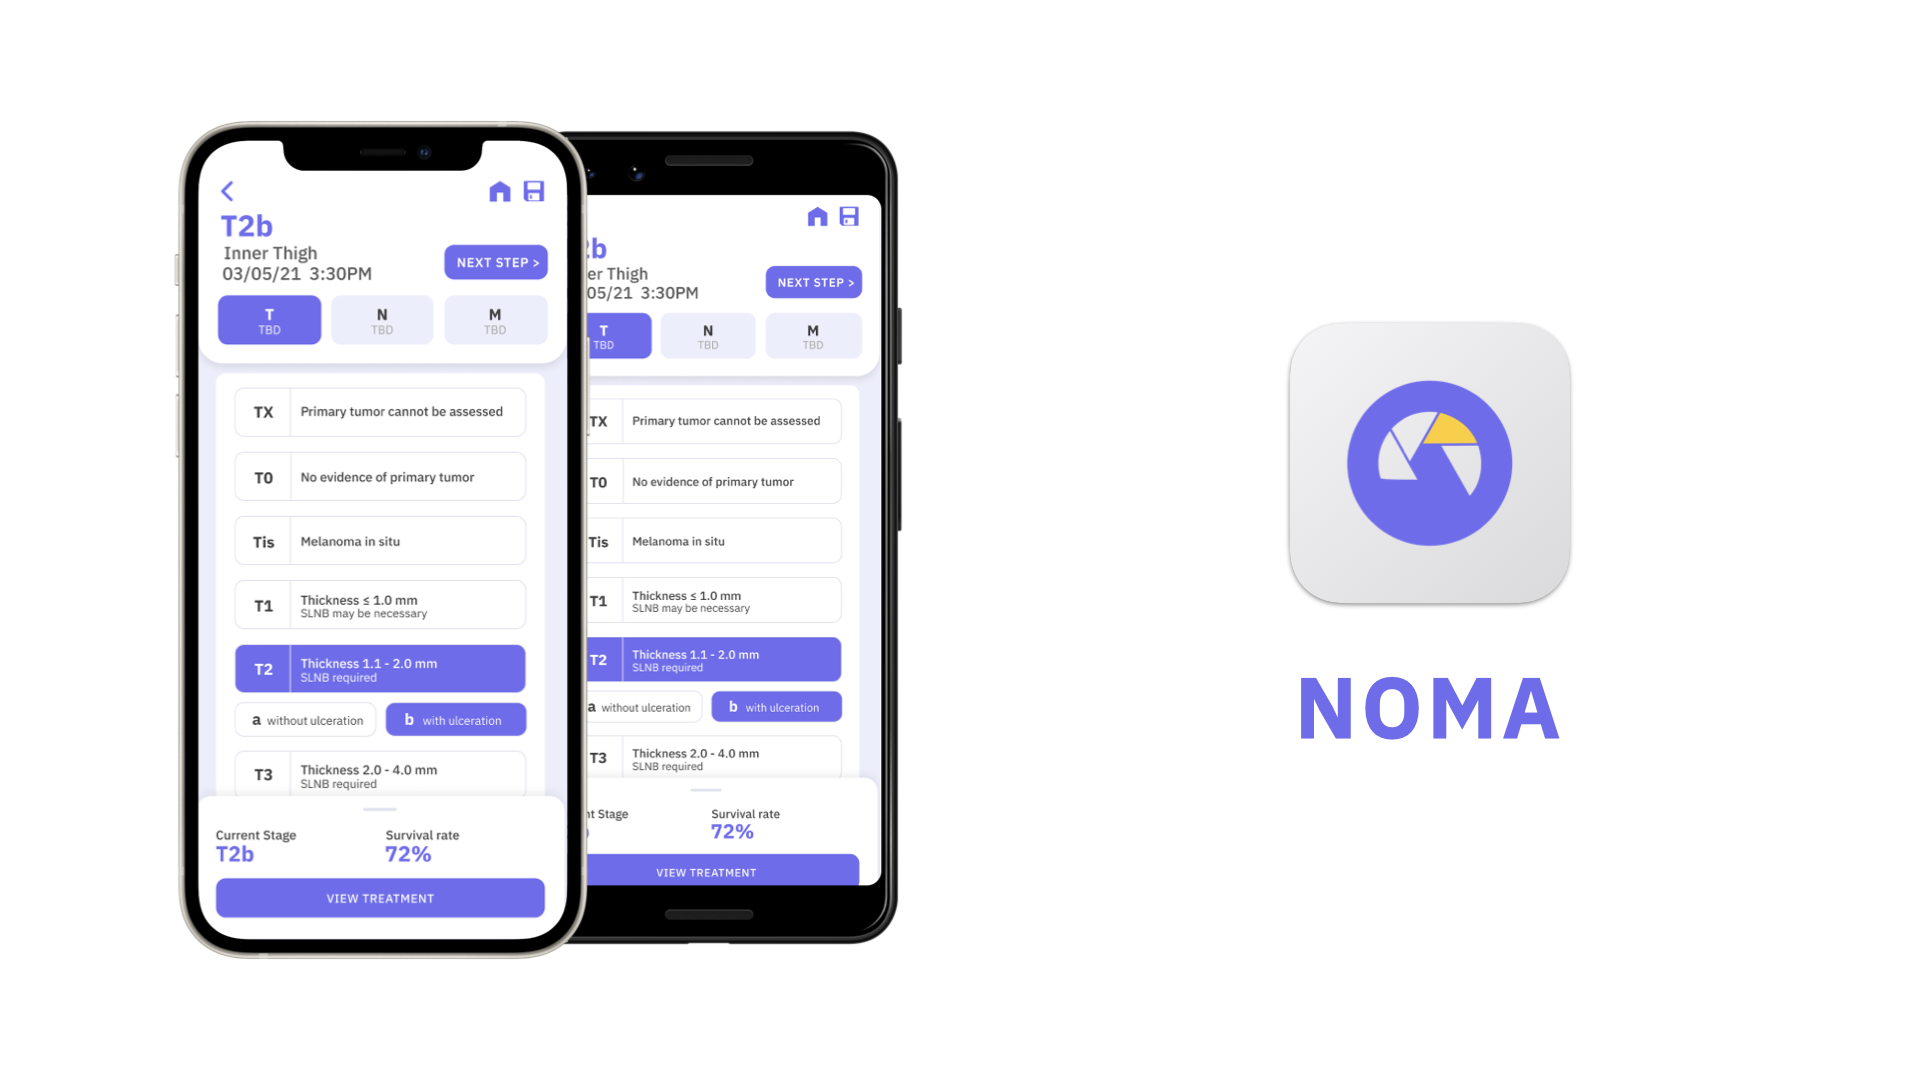 T2b
Inner Thigh
03/05/21 3:30PM
NEXT STEP >
T
TBD
N
TBD
M
TBD
TX
Primary tumor cannot be assessed
T0
No evidence of primary tumor
Tis
Melanoma in situ
T1
Thickness ≤ 1.0 mm
SLNB may be necessary
T2
Thickness 1.1 - 2.0 mm
SLNB required
a without ulceration
b with ulceration
T3
Thickness 2.0 - 4.0 mm
SLNB required
Current Stage
T2b
Survival rate
72%
VIEW TREATMENT
2b
er Thigh
05/21 3:30PM
NEXT STEP >
T
TBD
N
TBD
M
TBD
TX
Primary tumor cannot be assessed
T0
No evidence of primary tumor
Tis
Melanoma in situ
T1
Thickness ≤ 1.0 mm
SLNB may be necessary
T2
Thickness 1.1 - 2.0 mm
SLNB required
a without ulceration
b with ulceration
T3
Thickness 2.0 - 4.0 mm
SLNB required
nt Stage
Survival rate
72%
VIEW TREATMENT
NOMA